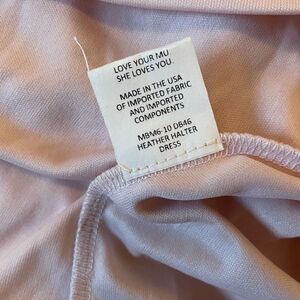 LOVE YOUR MU.
SHE LOVES YOU.
MADE IN THE USA
OF IMPORTED FABRIC
AND IMPORTED
COMPONENTS
MBM6-10 DB46
HEATHER HALTER
DRESS